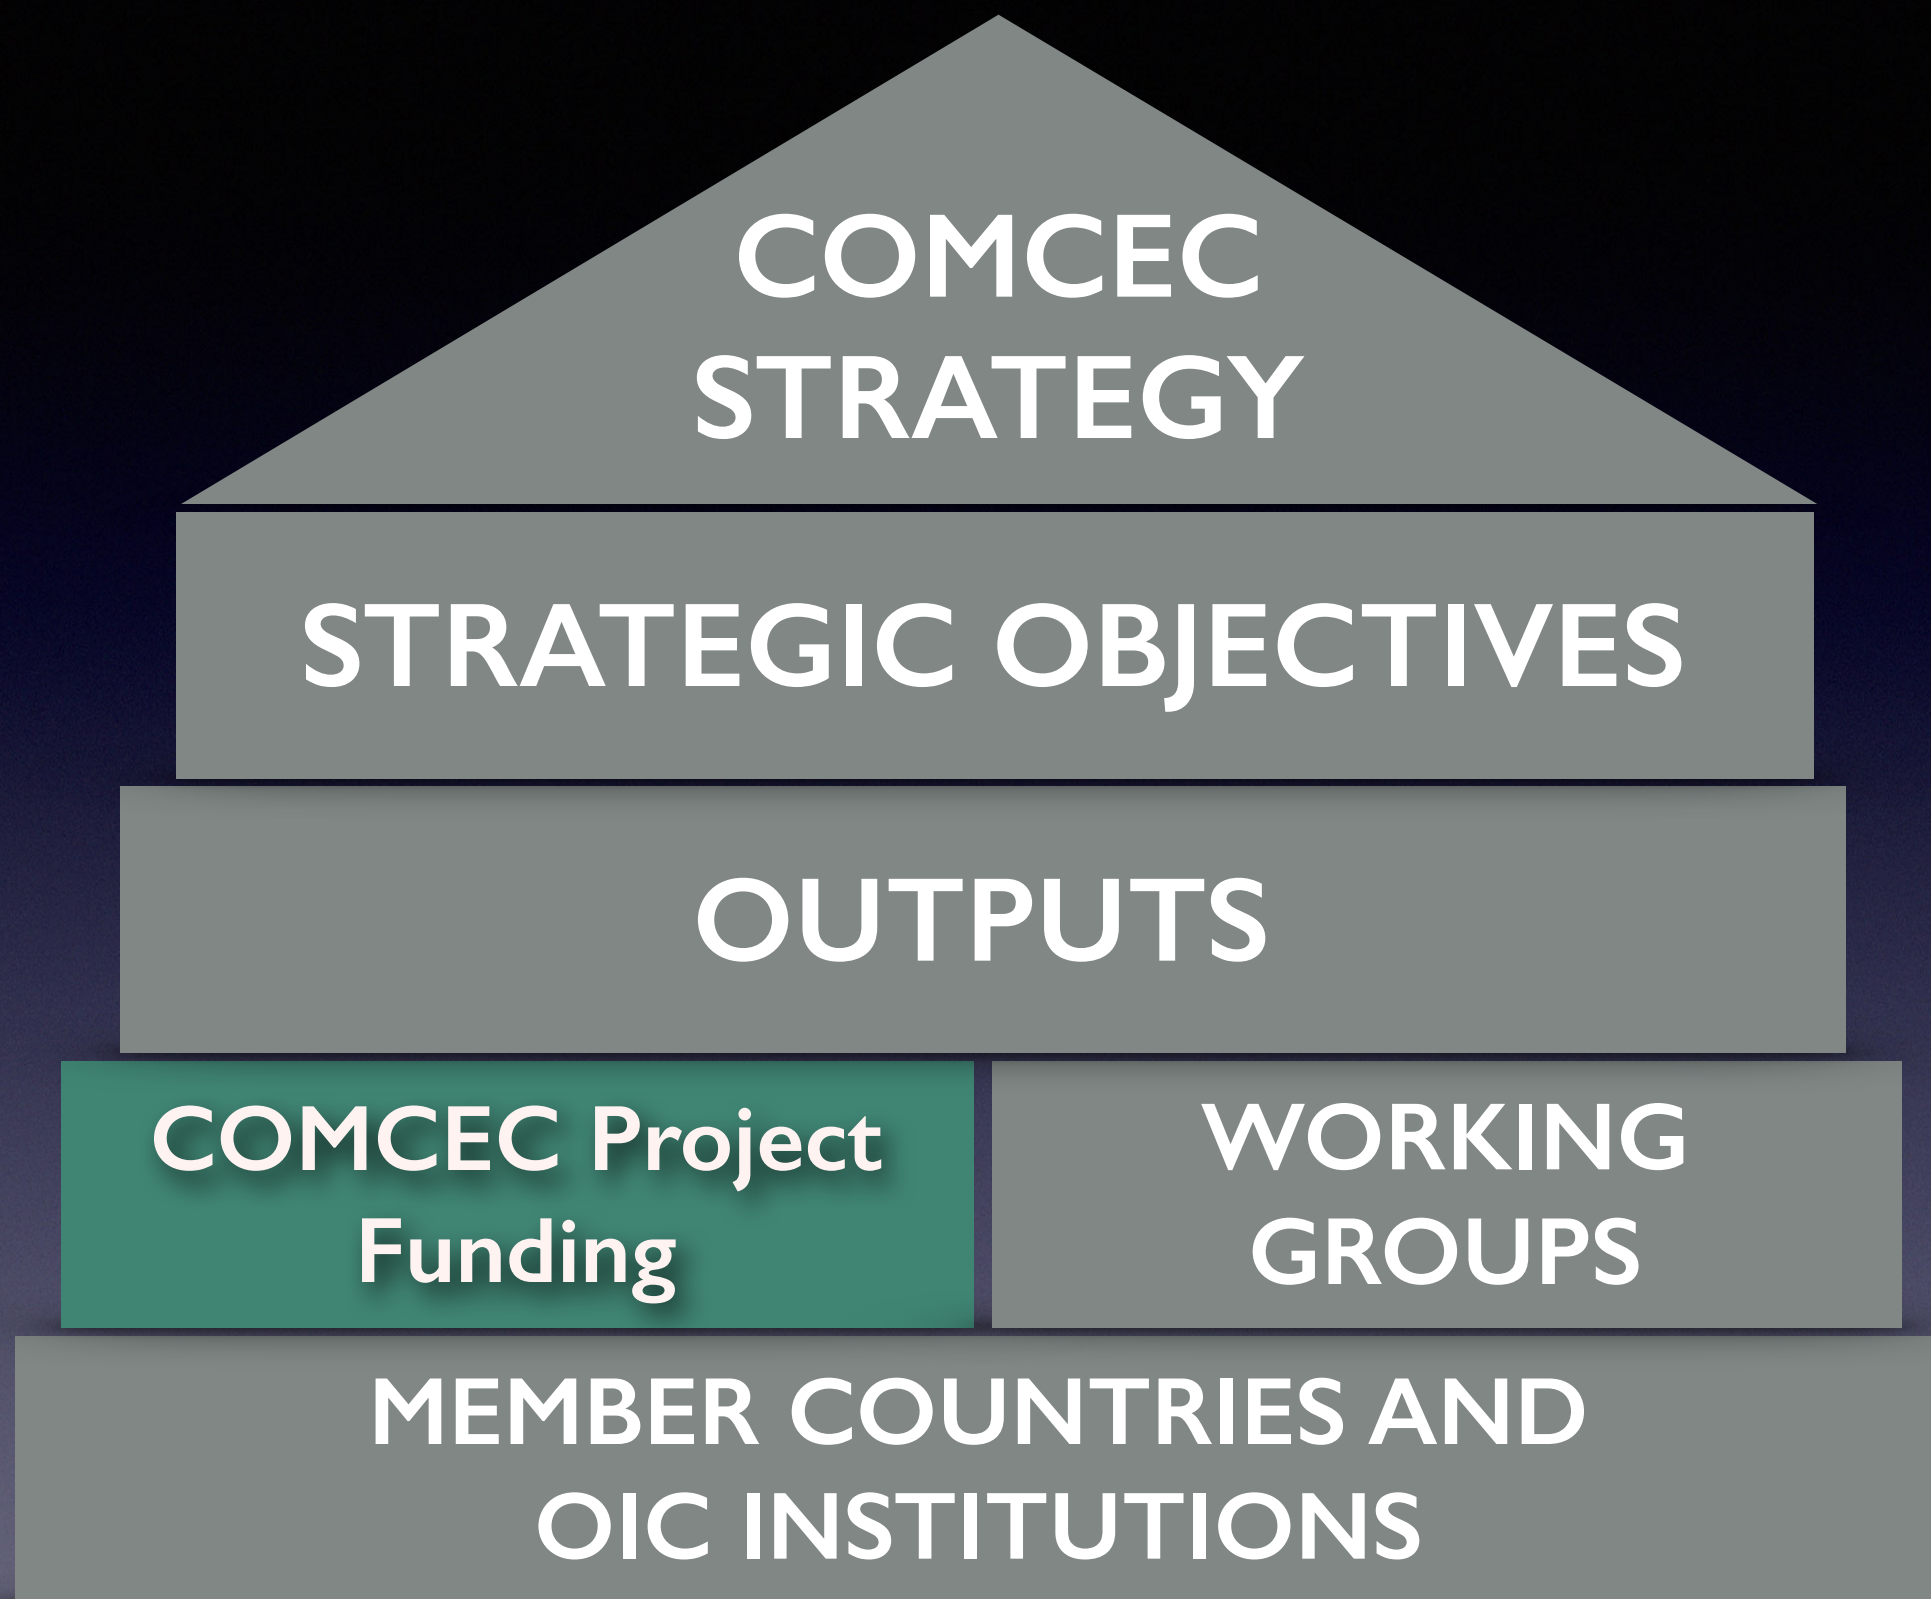 COMCEC
STRATEGY
STRATEGIC OBJECTIVES
OUTPUTS
COMCEC Project
Funding
WORKING
GROUPS
MEMBER COUNTRIES AND
OIC INSTITUTIONS